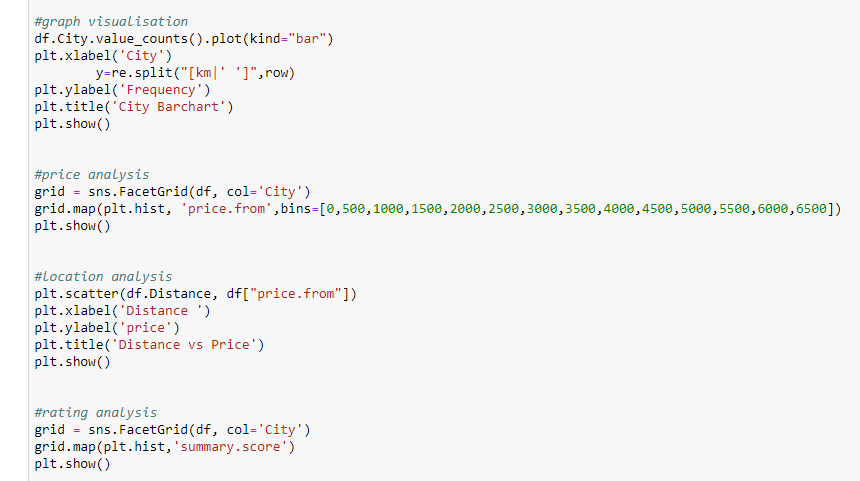 #graph visualisation
df.City.value_counts().plot(kind="bar")
plt.xlabel('City')
        y=re.split("[km|' ']",row)
plt.ylabel('Frequency')
plt.title('City Barchart')
plt.show()
#price analysis
grid = sns.FacetGrid(df, col='City')
grid.map(plt.hist, 'price.from',bins=[0,500,1000,1500,2000,2500,3000,3500,4000,4500,5000,5500,6000,6500])
plt.show()
#location analysis
plt.scatter(df.Distance, df["price.from"])
plt.xlabel('Distance ')
plt.ylabel('price')
plt.title('Distance vs Price')
plt.show()
#rating analysis
grid = sns.FacetGrid(df, col='City')
grid.map(plt.hist,'summary.score')
plt.show()